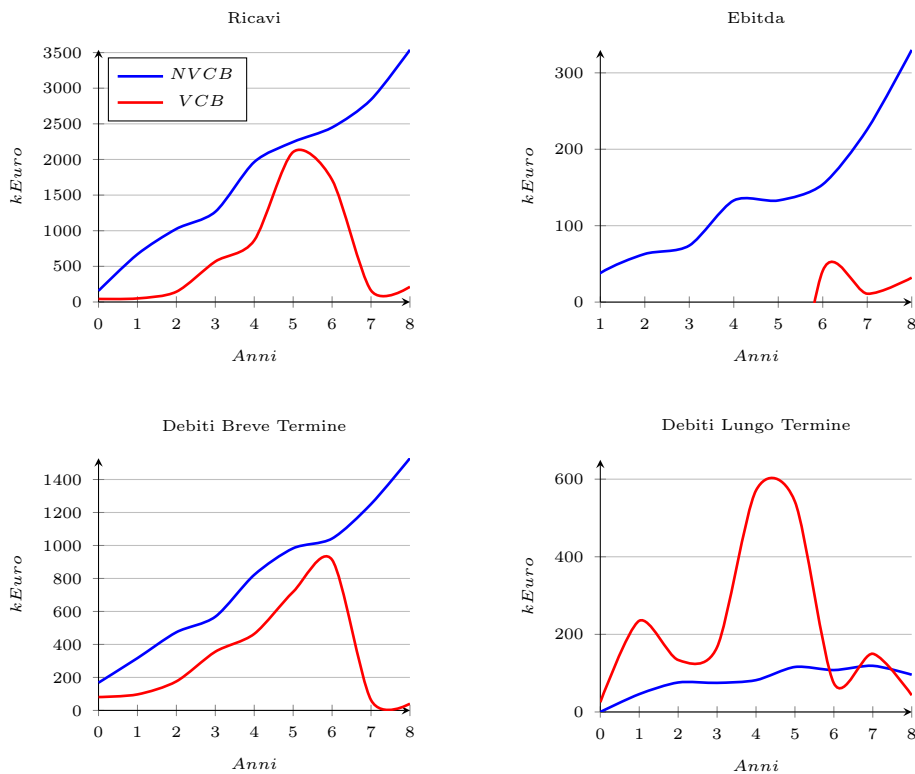 Ricavi
3500
3000
2500
2000
1500
1000
500
0
kEuro
NVCB
VCB
0 1 2 3 4 5 6 7 8
Anni
Ebitda
300
200
100
0
kEuro
1 2 3 4 5 6 7 8
Anni
Debiti Breve Termine
1400
1200
1000
800
600
400
200
0
kEuro
0 1 2 3 4 5 6 7 8
Anni
Debiti Lungo Termine
600
400
200
0
kEuro
0 1 2 3 4 5 6 7 8
Anni